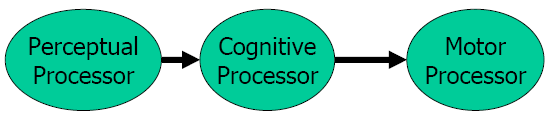 Perceptual
Processor
Cognitive
Processor
Motor
Processor